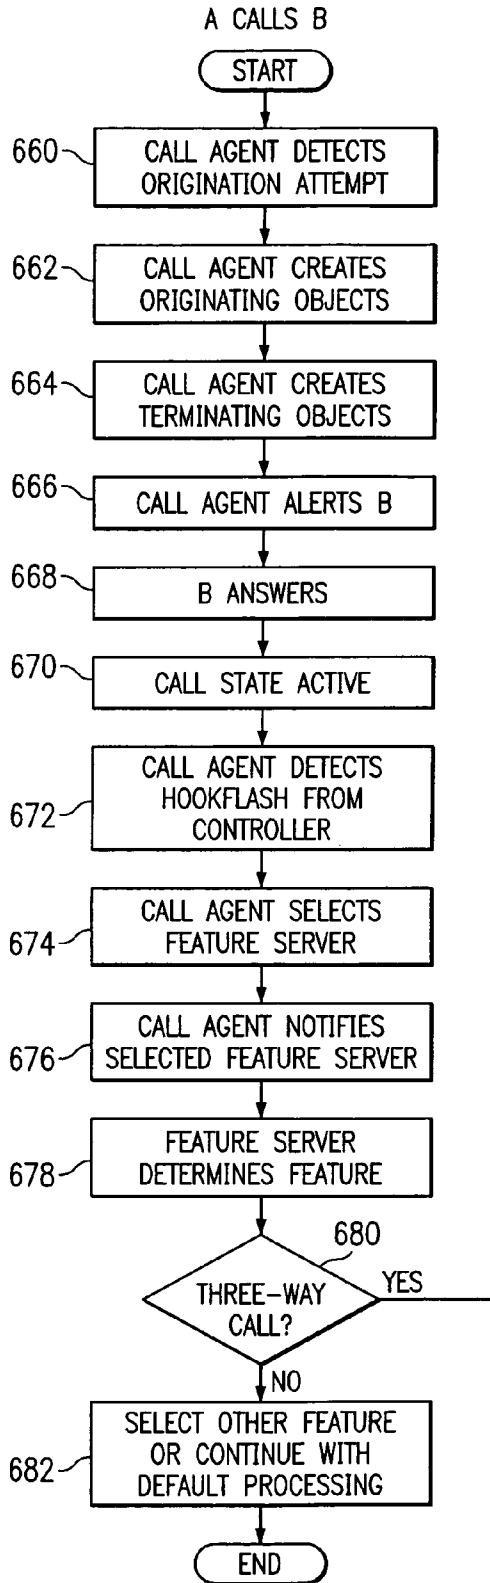 A CALLS B
START
660
CALL AGENT DETECTS
ORIGINATION ATTEMPT
662
CALL AGENT CREATES
ORIGINATING OBJECTS
664
CALL AGENT CREATES
TERMINATING OBJECTS
666
CALL AGENT ALERTS B
668
B ANSWERS
670
CALL STATE ACTIVE
672
CALL AGENT DETECTS
HOOKFLASH FROM
CONTROLLER
674
CALL AGENT SELECTS
FEATURE SERVER
676
CALL AGENT NOTIFIES
SELECTED FEATURE SERVER
678
FEATURE SERVER
DETERMINES FEATURE
680
THREE-WAY
CALL?
YES
NO
682
SELECT OTHER FEATURE
OR CONTINUE WITH
DEFAULT PROCESSING
END